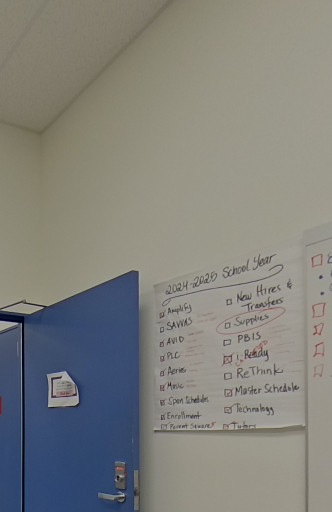 2024-2025 School Year
Amplify
SAVVAS
AVID
PLC
Aeries
Music
Span Schedules
Enrollment
Parent Square?
New Hires &
Transfers
Supplies
PBIS
i-Ready
ReThink
Master Schedule
Technology
Tutors